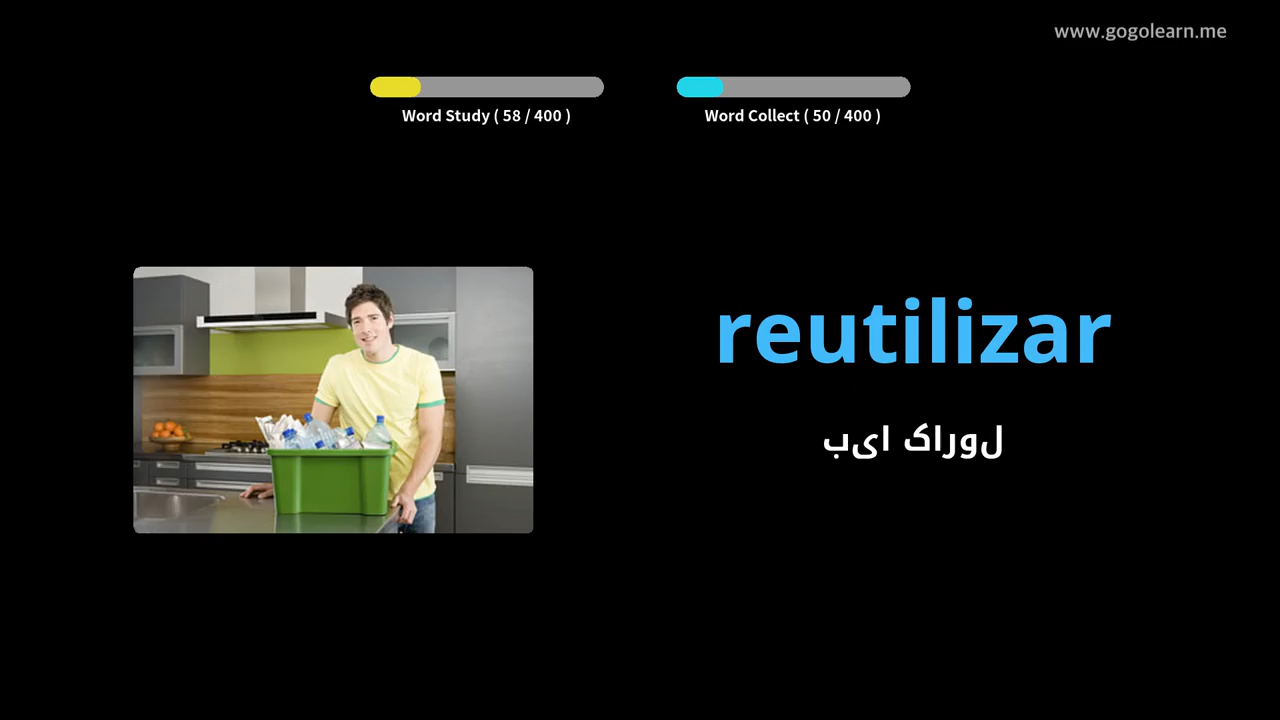 www.gogolearn.me
Word Study ( 58 / 400 )
Word Collect ( 50 / 400 )
reutilizar
لوراک ایب